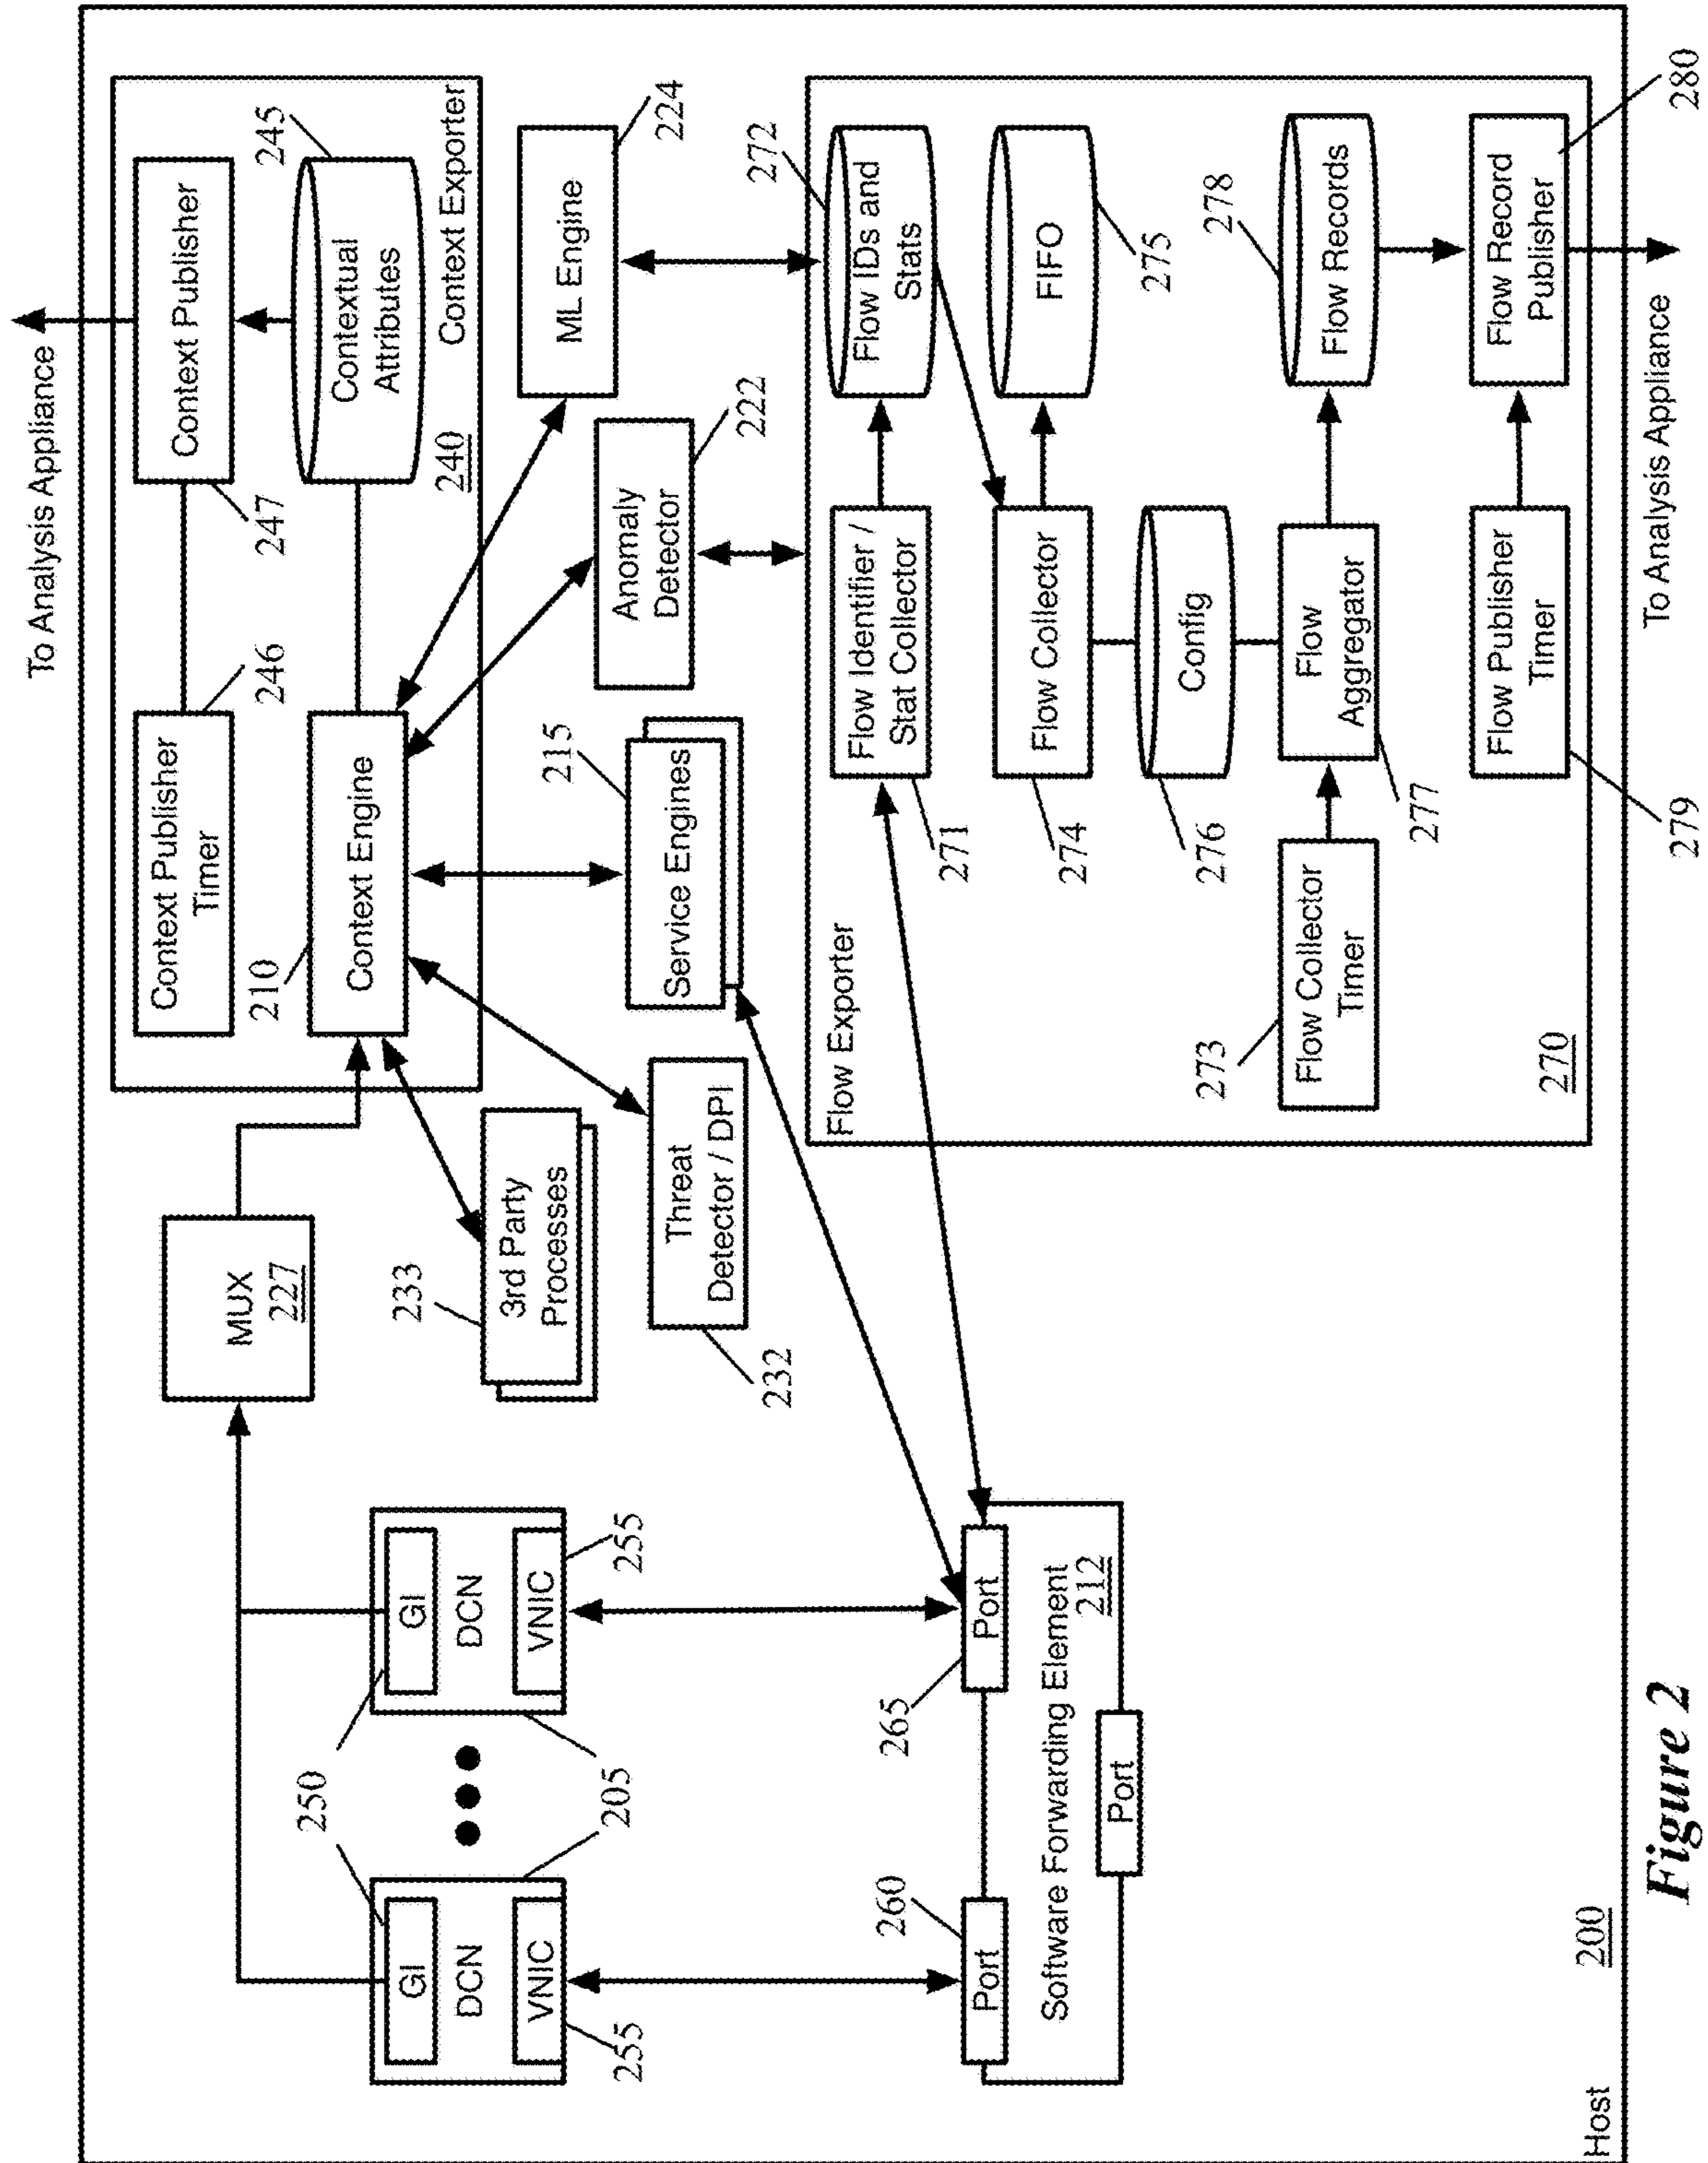 To Analysis Appliance
Context Publisher
Timer
246
Context Publisher
247
245
Contextual
Attributes
Context Exporter
240
210
Context Engine
MUX
227
250
GI
DCN
VNIC
255
GI
DCN
VNIC
255
205
233
3rd Party
Processes
Threat
Detector / DPI
232
215
Service Engines
Anomaly
Detector
222
ML Engine
224
260
Port
265
Port
Software Forwarding Element
212
Port
Flow Exporter
Flow Identifier /
Stat Collector
271
272
Flow IDs and
Stats
Flow Collector
274
FIFO
275
Config
276
273
Flow Collector
Timer
Flow
Aggregator
277
278
Flow Records
270
Flow Publisher
Timer
279
Flow Record
Publisher
280
Host
200
To Analysis Appliance
Figure 2